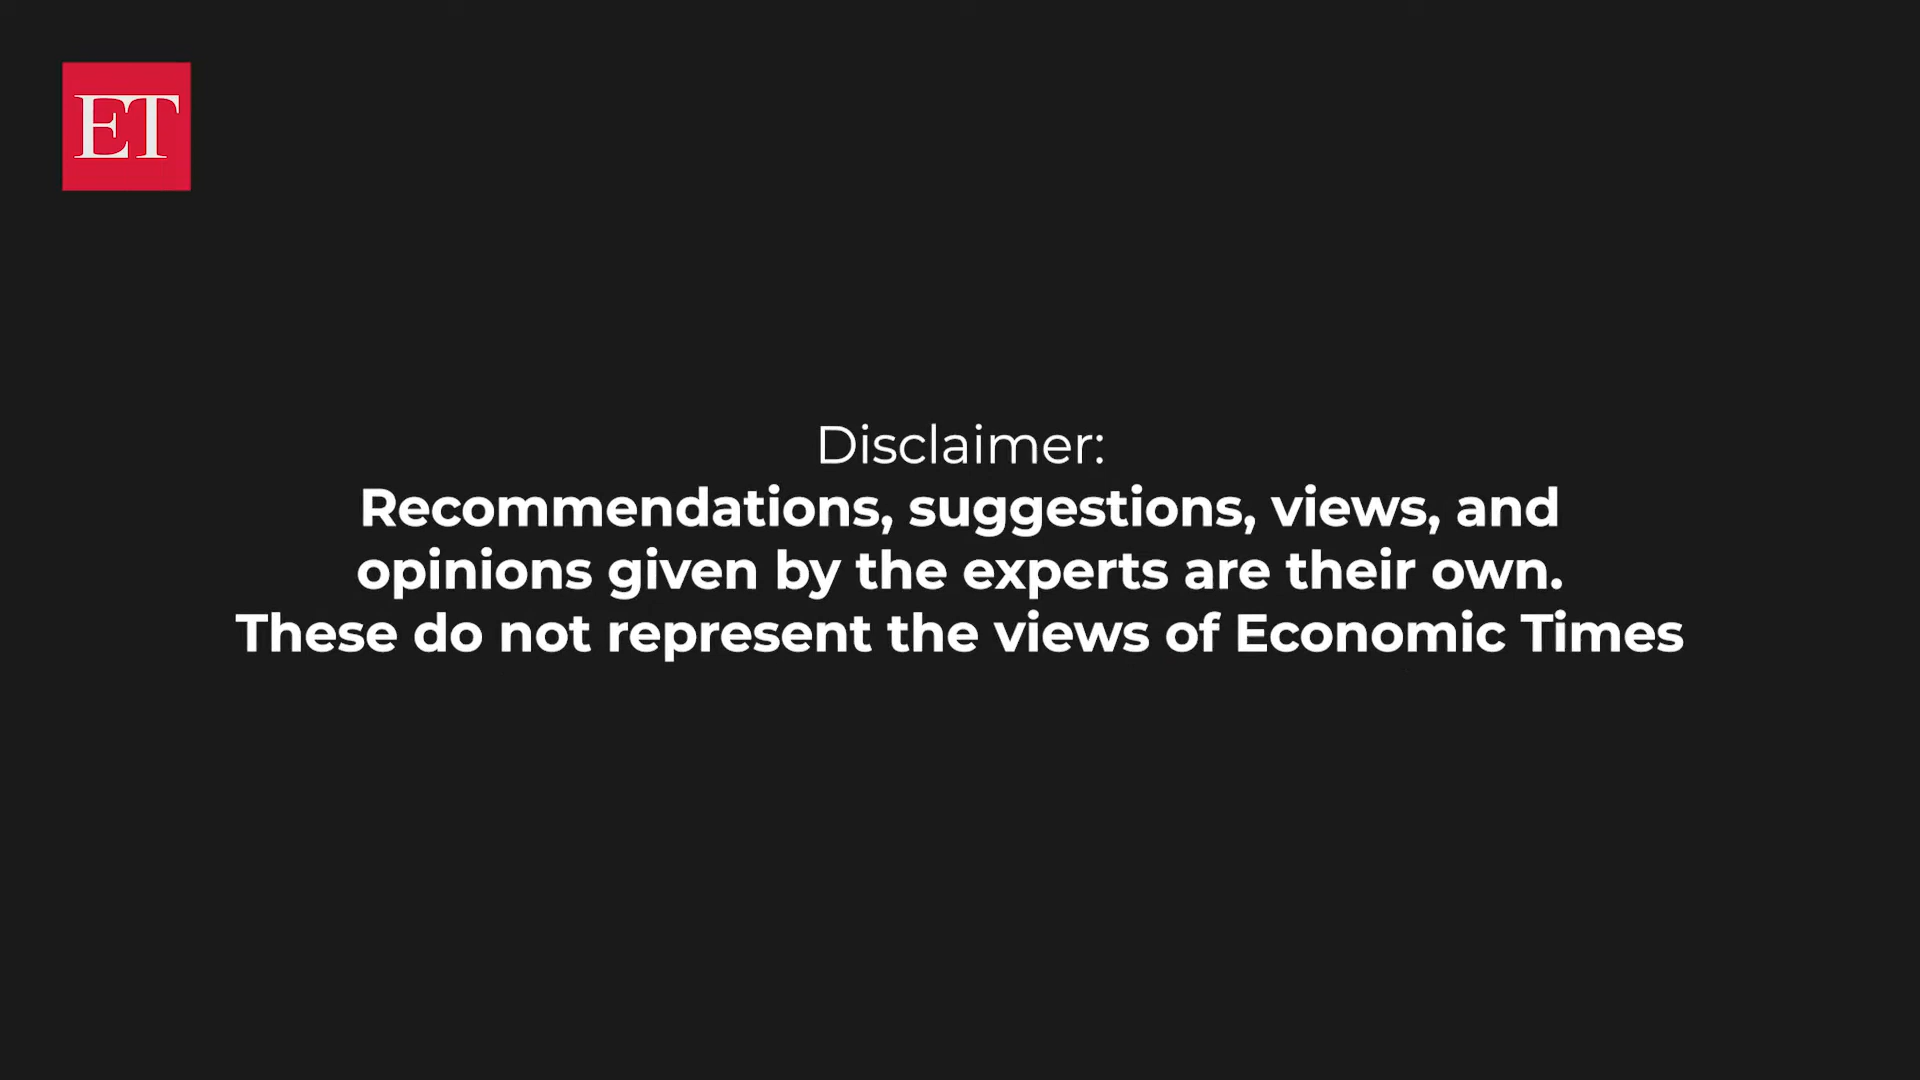 ET
Disclaimer:
Recommendations, suggestions, views, and
opinions given by the experts are their own.
These do not represent the views of Economic Times